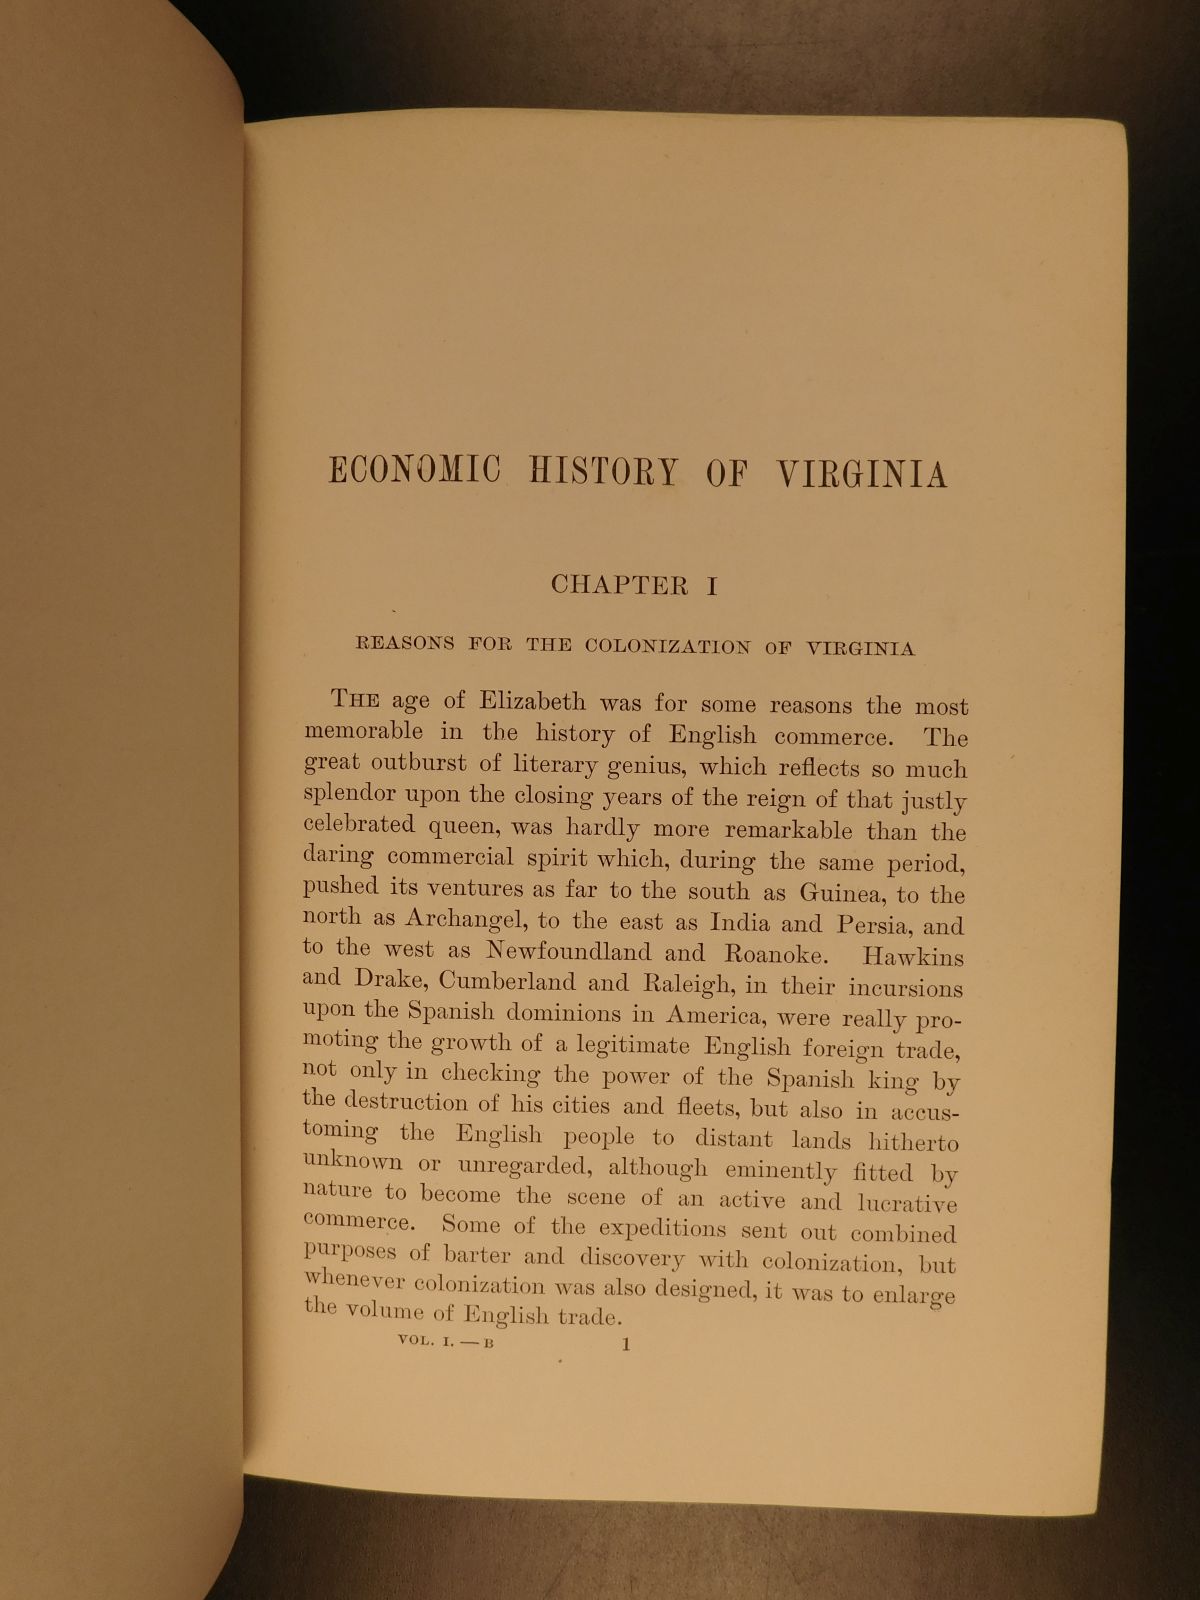 ECONOMIC HISTORY OF VIRGINIA
CHAPTER I
REASONS FOR THE COLONIZATION OF VIRGINIA
THE age of Elizabeth was for some reasons the most
memorable in the history of English commerce. The
great outburst of literary genius, which reflects so much
splendor upon the closing years of the reign of that justly
celebrated queen, was hardly more remarkable than the
daring commercial spirit which, during the same period,
pushed its ventures as far to the south as Guinea, to the
north as Archangel, to the east as India and Persia, and
to the west as Newfoundland and Roanoke. Hawkins
and Drake, Cumberland and Raleigh, in their incursions
upon the Spanish dominions in America, were really pro-
moting the growth of a legitimate English foreign trade,
not only in checking the power of the Spanish king by
the destruction of his cities and fleets, but also in accus-
toming the English people to distant lands hitherto
unknown or unregarded, although eminently fitted by
nature to become the scene of an active and lucrative
commerce. Some of the expeditions sent out combined
purposes of barter and discovery with colonization, but
whenever colonization was also designed, it was to enlarge
the volume of English trade.
VOL. I. — B 1